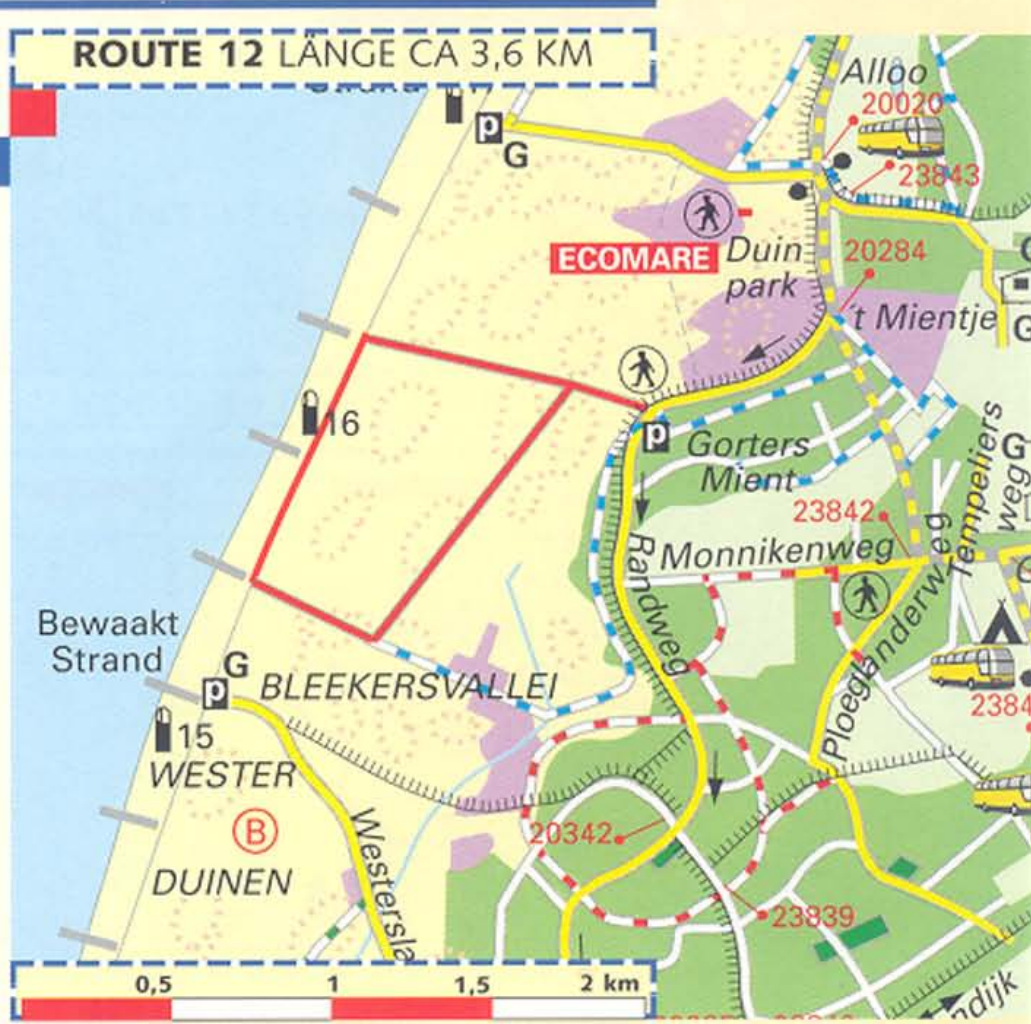 ROUTE 12 LÄNGE CA 3,6 KM
Alloo
20020
P
G
23843
ECOMARE
Duin
park
20284
't Mientje
16
P
Gorters
Mient
Tempeliers
weg
G
23842
Monnikenweg
Randweg
Ploeglanderweg
Bewaakt
Strand
G
P
BLEEKERSVALLEI
15
WESTER
B
DUINEN
Westersla
2384
20342
23839
ndijk
0,5 1 1,5 2 km